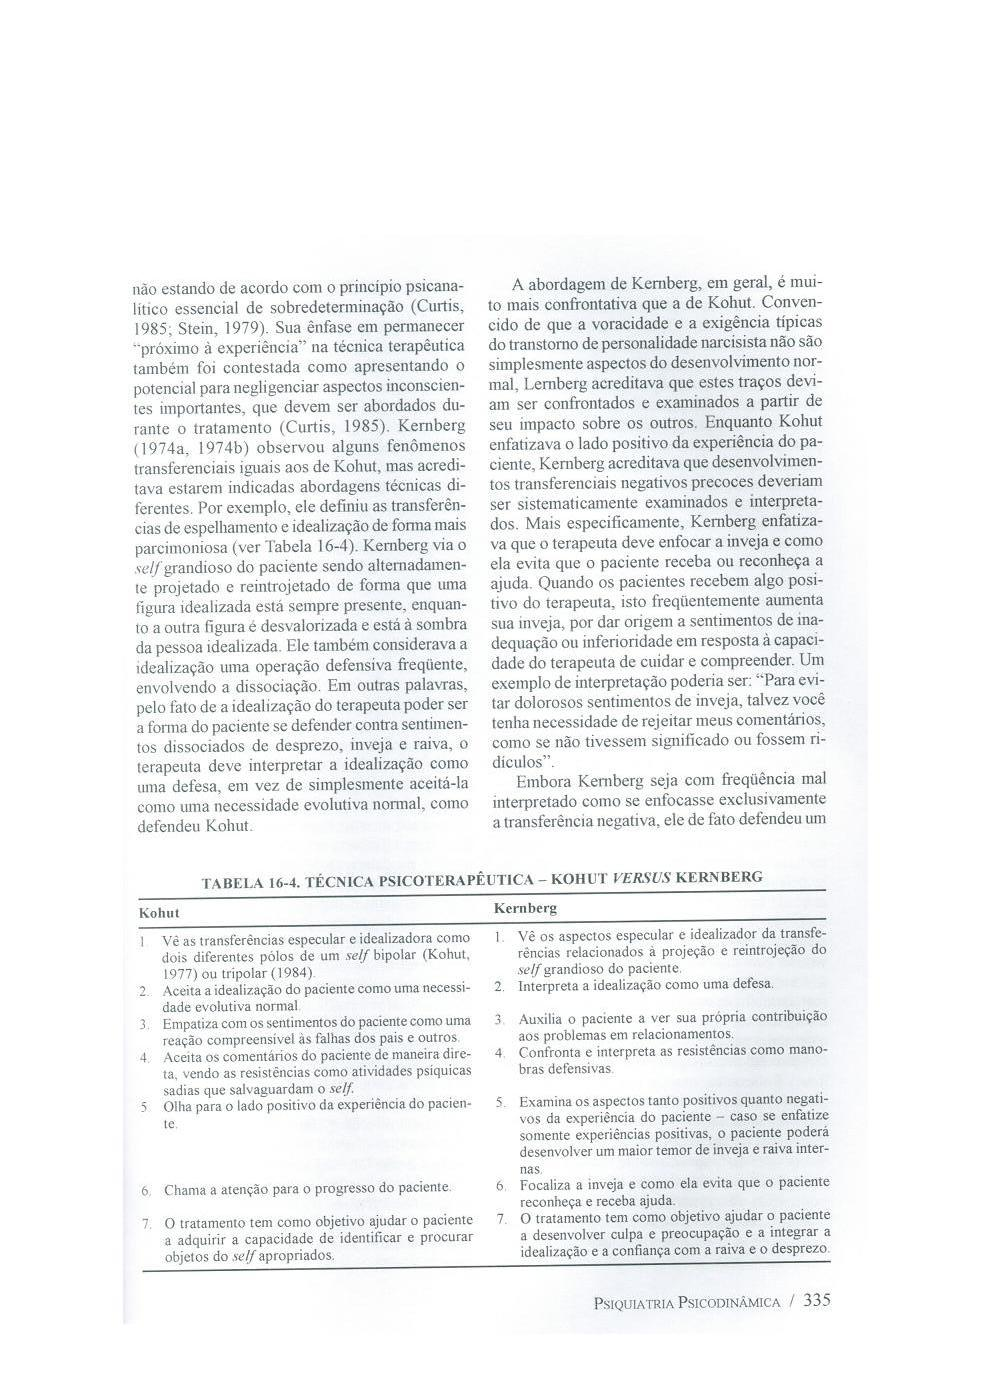 não estando de acordo com o princípio psicana-
lítico essencial de sobredeterminação (Curtis,
1985; Stein, 1979). Sua ênfase em permanecer
“próximo à experiência” na técnica terapêutica
também foi contestada como apresentando o
potencial para negligenciar aspectos inconscien-
tes importantes, que devem ser abordados du-
rante o tratamento (Curtis, 1985). Kernberg
(1974a, 1974b) observou alguns fenômenos
transferenciais iguais aos de Kohut, mas acredi-
tava estarem indicadas abordagens técnicas di-
ferentes. Por exemplo, ele definiu as transferên-
cias de espelhamento e idealização de forma mais
parcimoniosa (ver Tabela 16-4). Kernberg via o
self grandioso do paciente sendo alternadamen-
te projetado e reintrojetado de forma que uma
figura idealizada está sempre presente, enquan-
to a outra figura é desvalorizada e está à sombra
da pessoa idealizada. Ele também considerava a
idealização uma operação defensiva freqüente,
envolvendo a dissociação. Em outras palavras,
pelo fato de a idealização do terapeuta poder ser
a forma do paciente se defender contra sentimen-
tos dissociados de desprezo, inveja e raiva, o
terapeuta deve interpretar a idealização como
uma defesa, em vez de simplesmente aceitá-la
como uma necessidade evolutiva normal, como
defendeu Kohut.
A abordagem de Kernberg, em geral, é mui-
to mais confrontativa que a de Kohut. Conven-
cido de que a voracidade e a exigência típicas
do transtorno de personalidade narcisista não são
simplesmente aspectos do desenvolvimento nor-
mal, Lernberg acreditava que estes traços devi-
am ser confrontados e examinados a partir de
seu impacto sobre os outros. Enquanto Kohut
enfatizava o lado positivo da experiência do pa-
ciente, Kernberg acreditava que desenvolvimen-
tos transferenciais negativos precoces deveriam
ser sistematicamente examinados e interpreta-
dos. Mais especificamente, Kernberg enfatiza-
va que o terapeuta deve enfocar a inveja e como
ela evita que o paciente receba ou reconheça a
ajuda. Quando os pacientes recebem algo posi-
tivo do terapeuta, isto freqüentemente aumenta
sua inveja, por dar origem a sentimentos de ina-
dequação ou inferioridade em resposta à capaci-
dade do terapeuta de cuidar e compreender. Um
exemplo de interpretação poderia ser: “Para evi-
tar dolorosos sentimentos de inveja, talvez você
tenha necessidade de rejeitar meus comentários,
como se não tivessem significado ou fossem ri-
dículos”.
Embora Kernberg seja com freqüência mal
interpretado como se enfocasse exclusivamente
a transferência negativa, ele de fato defendeu um
TABELA 16-4. TÉCNICA PSICOTERAPÊUTICA – KOHUT VERSUS KERNBERG
Kohut
1. Vê as transferências especular e idealizadora como
dois diferentes pólos de um self bipolar (Kohut,
1977) ou tripolar (1984).
2. Aceita a idealização do paciente como uma necessi-
dade evolutiva normal.
3. Empatiza com os sentimentos do paciente como uma
reação compreensível às falhas dos pais e outros.
4. Aceita os comentários do paciente de maneira dire-
ta, vendo as resistências como atividades psíquicas
sadias que salvaguardam o self.
5. Olha para o lado positivo da experiência do pacien-
te.
6. Chama a atenção para o progresso do paciente.
7. O tratamento tem como objetivo ajudar o paciente
a adquirir a capacidade de identificar e procurar
objetos do self apropriados.
Kernberg
1. Vê os aspectos especular e idealizador da transfe-
rências relacionados à projeção e reintrojeção do
self grandioso do paciente.
2. Interpreta a idealização como uma defesa.
3. Auxilia o paciente a ver sua própria contribuição
aos problemas em relacionamentos.
4. Confronta e interpreta as resistências como mano-
bras defensivas.
5. Examina os aspectos tanto positivos quanto negati-
vos da experiência do paciente – caso se enfatize
somente experiências positivas, o paciente poderá
desenvolver um maior temor de inveja e raiva inter-
nas.
6. Focaliza a inveja e como ela evita que o paciente
reconheça e receba ajuda.
7. O tratamento tem como objetivo ajudar o paciente
a desenvolver culpa e preocupação e a integrar a
idealização e a confiança com a raiva e o desprezo.
PSIQUIATRIA PSICODINÂMICA / 335